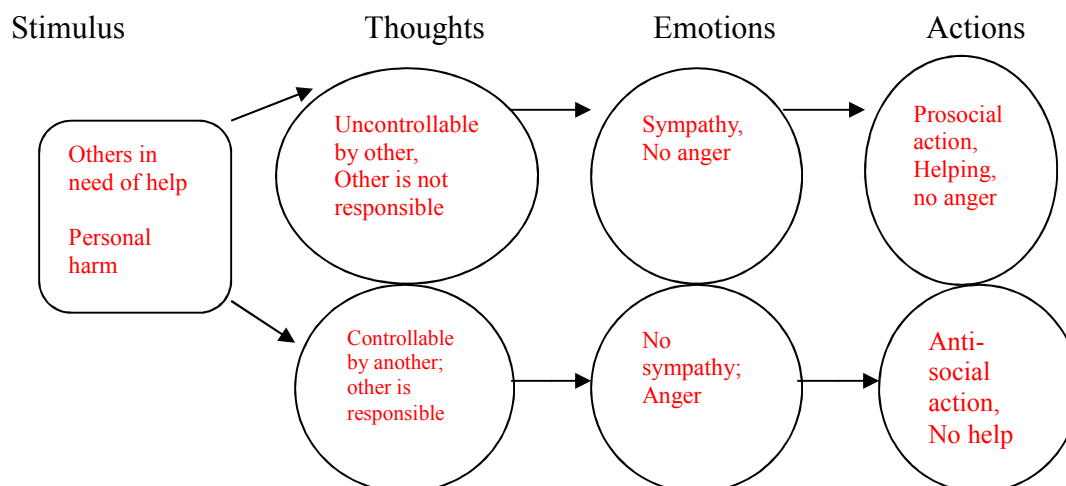 Stimulus
Thoughts
Emotions
Actions
Others in
need of help
Personal
harm
Uncontrollable
by other,
Other is not
responsible
Sympathy,
No anger
Prosocial
action,
Helping,
no anger
Controllable
by another;
other is
responsible
No
sympathy;
Anger
Anti-
social
action,
No help